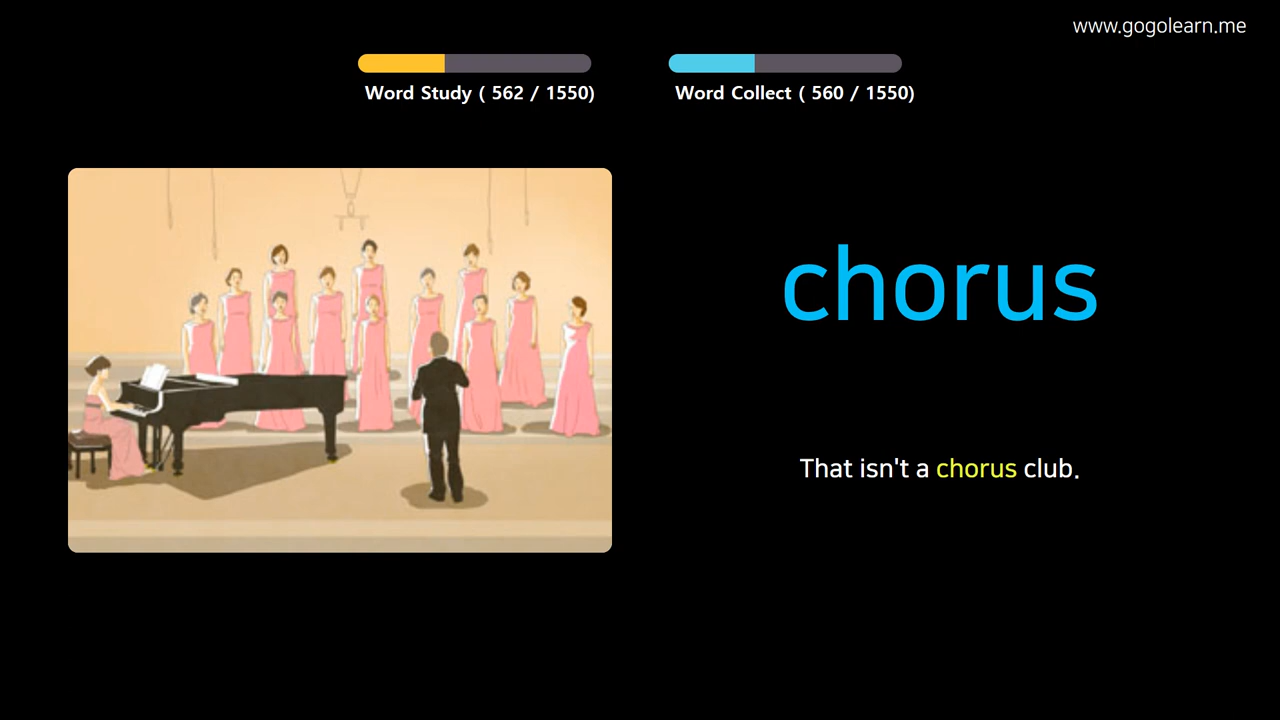 www.gogolearn.me
Word Study ( 562 / 1550)
Word Collect ( 560 / 1550)
chorus
That isn't a chorus club.